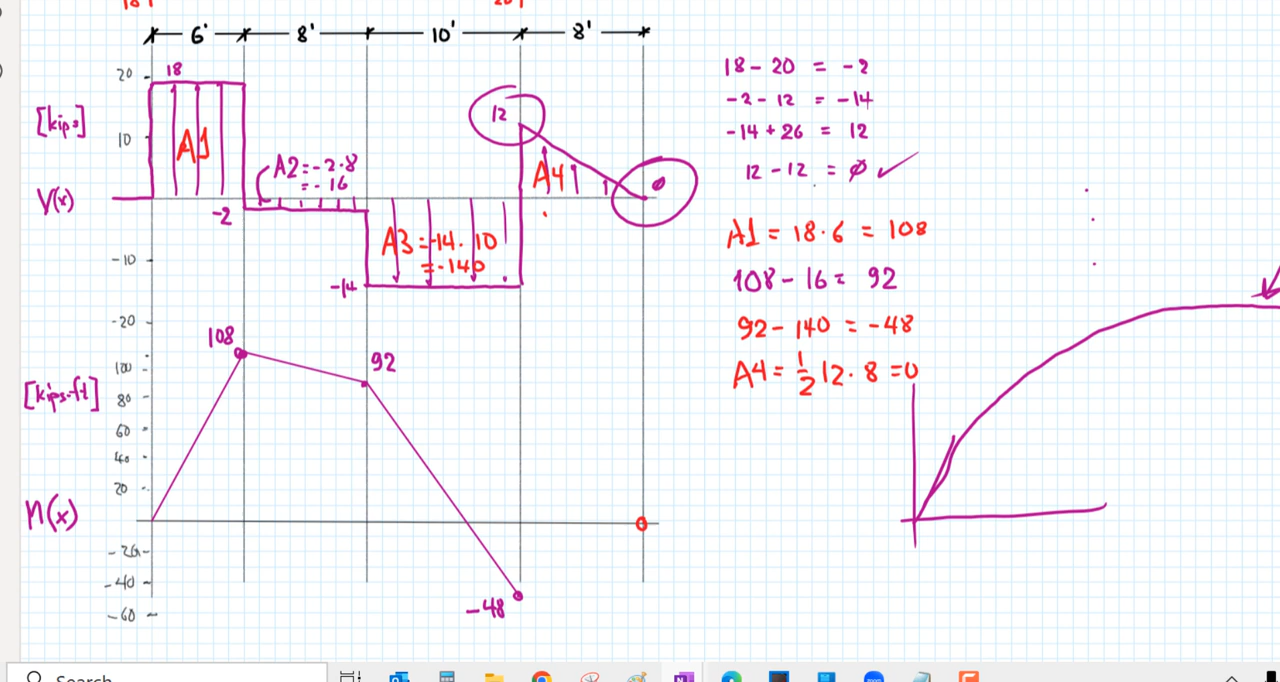 6' 8' 10' 8'
20
18
[kips]
10
A1
A2=-2·8
=-16
12
A4
0
V(x)
-2
A3=-14·10
=-140
-10
-14
-20
18-20 = -2
-2-12 = -14
-14+26 = 12
12-12 = ∅ ✓
A1 = 18·6 = 108
108-16= 92
92-140 = -48
A4= 1/2 12·8 =0
108
92
[kips-ft]
100
80
60
40
20
M(x)
-20
-40
-60
-48
Search